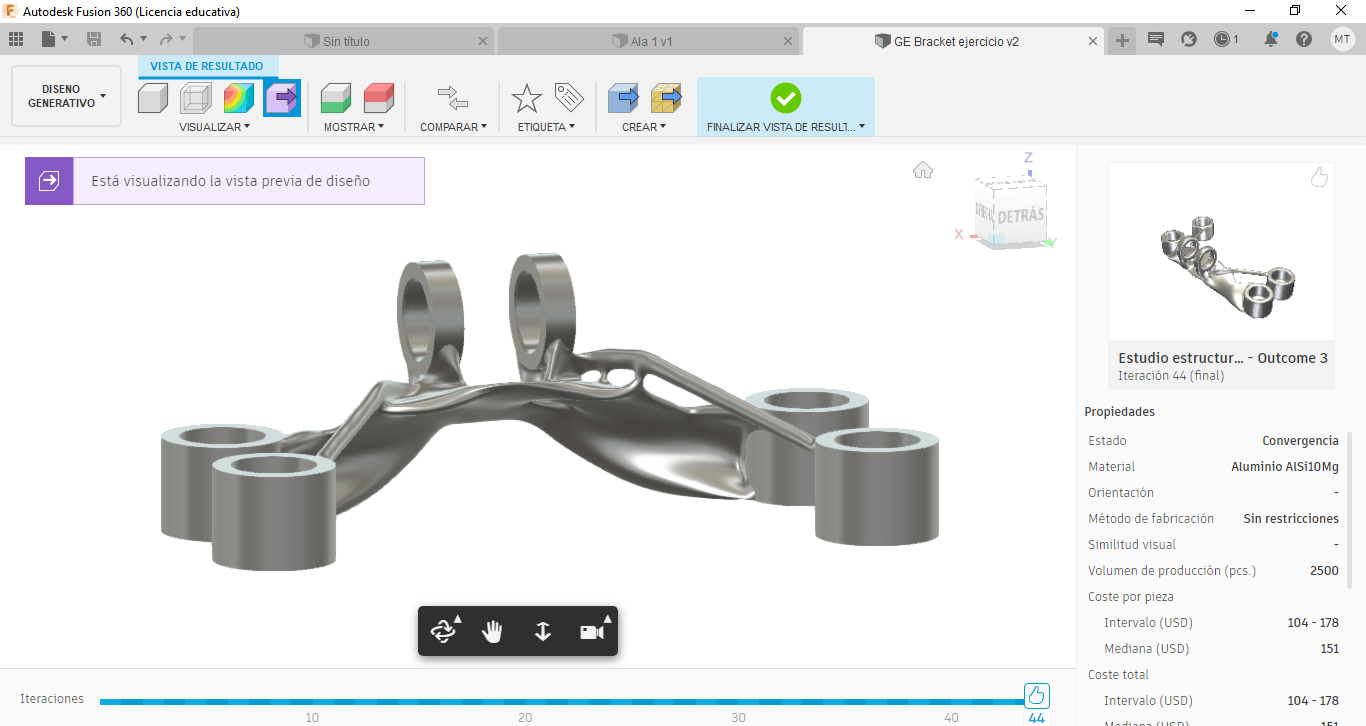 Autodesk Fusion 360 (Licencia educativa)
Sin título
Ala 1 v1
GE Bracket ejercicio v2
1
MT
VISTA DE RESULTADO
DISEÑO
GENERATIVO
VISUALIZAR
MOSTRAR
COMPARAR
ETIQUETA
CREAR
FINALIZAR VISTA DE RESULT...
Está visualizando la vista previa de diseño
Z
DETRÁS
X
Y
Estudio estructur... - Outcome 3
Iteración 44 (final)
Propiedades
Estado Convergencia
Material Aluminio AlSi10Mg
Orientación -
Método de fabricación Sin restricciones
Similitud visual -
Volumen de producción (pcs.) 2500
Coste por pieza
Intervalo (USD) 104 - 178
Mediana (USD) 151
Coste total
Intervalo (USD) 104 - 178
Mediana (USD) 151
Iteraciones
10 20 30 40 44